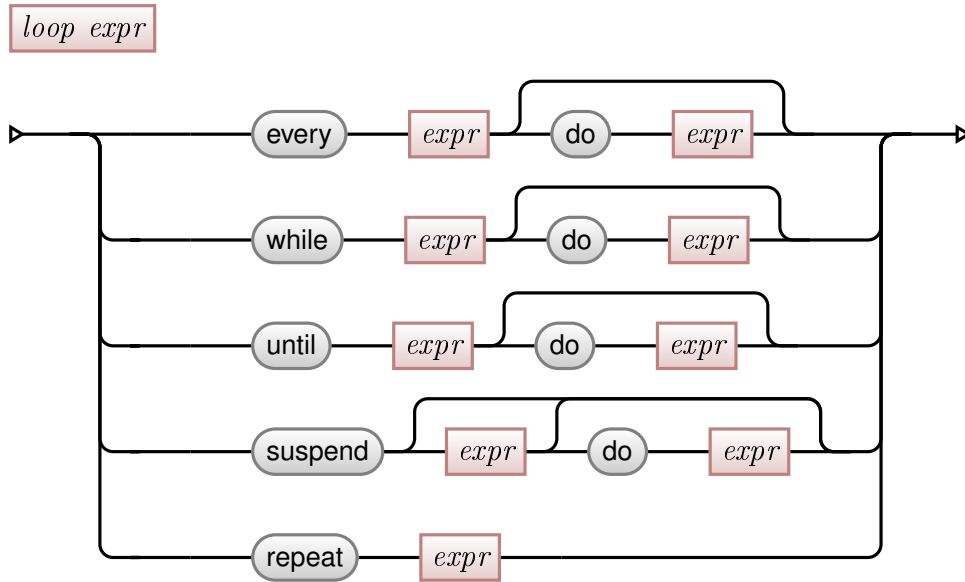 loop expr
every expr do expr
while expr do expr
until expr do expr
suspend expr do expr
repeat expr